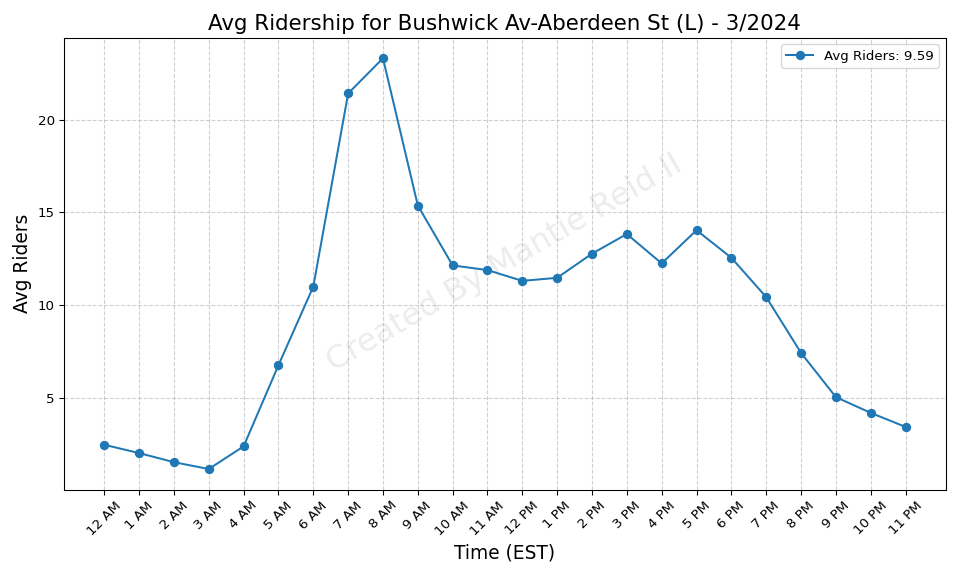 Avg Ridership for Bushwick Av-Aberdeen St (L) - 3/2024
Avg Riders: 9.59
20
15
10
5
Avg Riders
Created By Mantie Reid II
12 AM
1 AM
2 AM
3 AM
4 AM
5 AM
6 AM
7 AM
8 AM
9 AM
10 AM
11 AM
12 PM
1 PM
2 PM
3 PM
4 PM
5 PM
6 PM
7 PM
8 PM
9 PM
10 PM
11 PM
Time (EST)